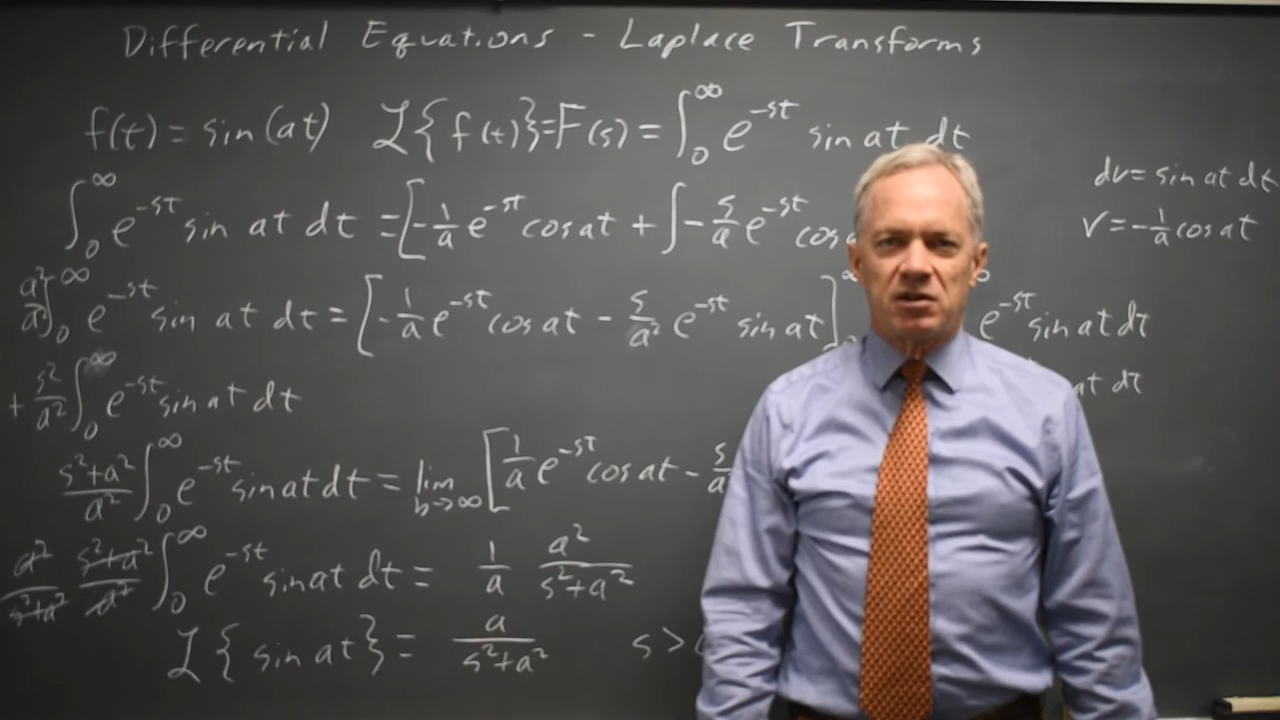 Differential Equations - Laplace Transforms
f(t) = sin(at) ℒ{f(t)}=F(s) = ∫₀^∞ e^-st sin at dt
dv = sin at dt
∫₀^∞ e^-st sin at dt = [-1/a e^-st cos at + ∫ -s/a e^-st cos
v = -1/a cos at
a²/a² ∫₀^∞ e^-st sin at dt = [-1/a e^-st cos at - s/a² e^-st sin at] e^-st sin at dt
+ s²/a² ∫₀^∞ e^-st sin at dt at dt
s²+a²/a² ∫₀^∞ e^-st sin at dt = lim b→∞ [1/a e^-st cos at - s/a
a²/s²+a² s²+a²/a² ∫₀^∞ e^-st sin at dt = 1/a a²/s²+a²
ℒ{sin at} = a/s²+a² s >